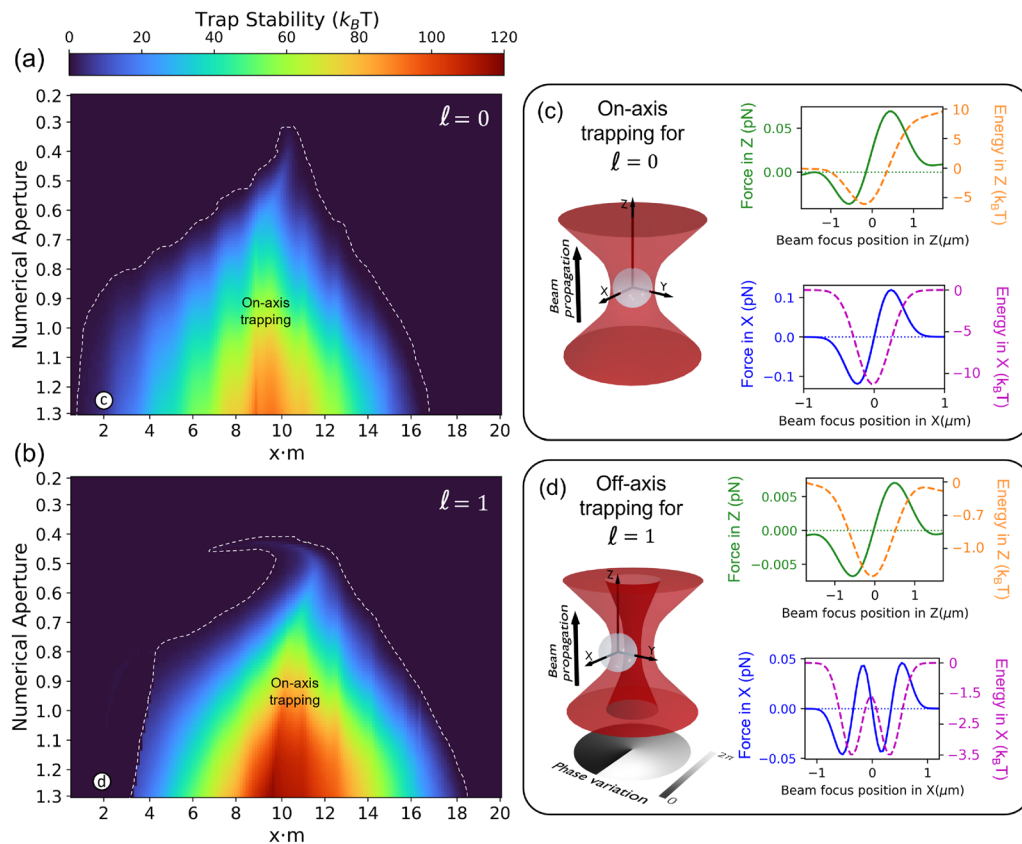 Trap Stability (k_BT)
0 20 40 60 80 100 120
(a)
ℓ = 0
0.2
0.3
0.4
0.5
0.6
0.7
0.8
0.9
1.0
1.1
1.2
1.3
Numerical Aperture
On-axis
trapping
c
2 4 6 8 10 12 14 16 18 20
x·m
(b)
ℓ = 1
0.2
0.3
0.4
0.5
0.6
0.7
0.8
0.9
1.0
1.1
1.2
1.3
Numerical Aperture
On-axis
trapping
d
2 4 6 8 10 12 14 16 18 20
x·m
(c)
On-axis
trapping for
ℓ = 0
Z
X
Y
Beam
propagation
Force in Z (pN)
0.05
0.00
Energy in Z (k_BT)
10
5
0
−5
−1 0 1
Beam focus position in Z(μm)
Force in X (pN)
0.1
0.0
−0.1
Energy in X (k_BT)
0
−5
−10
−1 0 1
Beam focus position in X(μm)
(d)
Off-axis
trapping for
ℓ = 1
Z
X
Y
Beam
propagation
Phase variation
2π
0
Force in Z (pN)
0.005
0.000
−0.005
Energy in Z (k_BT)
0
−0.7
−1.0
−1 0 1
Beam focus position in Z(μm)
Force in X (pN)
0.05
0.00
−0.05
Energy in X (k_BT)
0
−1.5
−2.5
−3.5
−1 0 1
Beam focus position in X(μm)